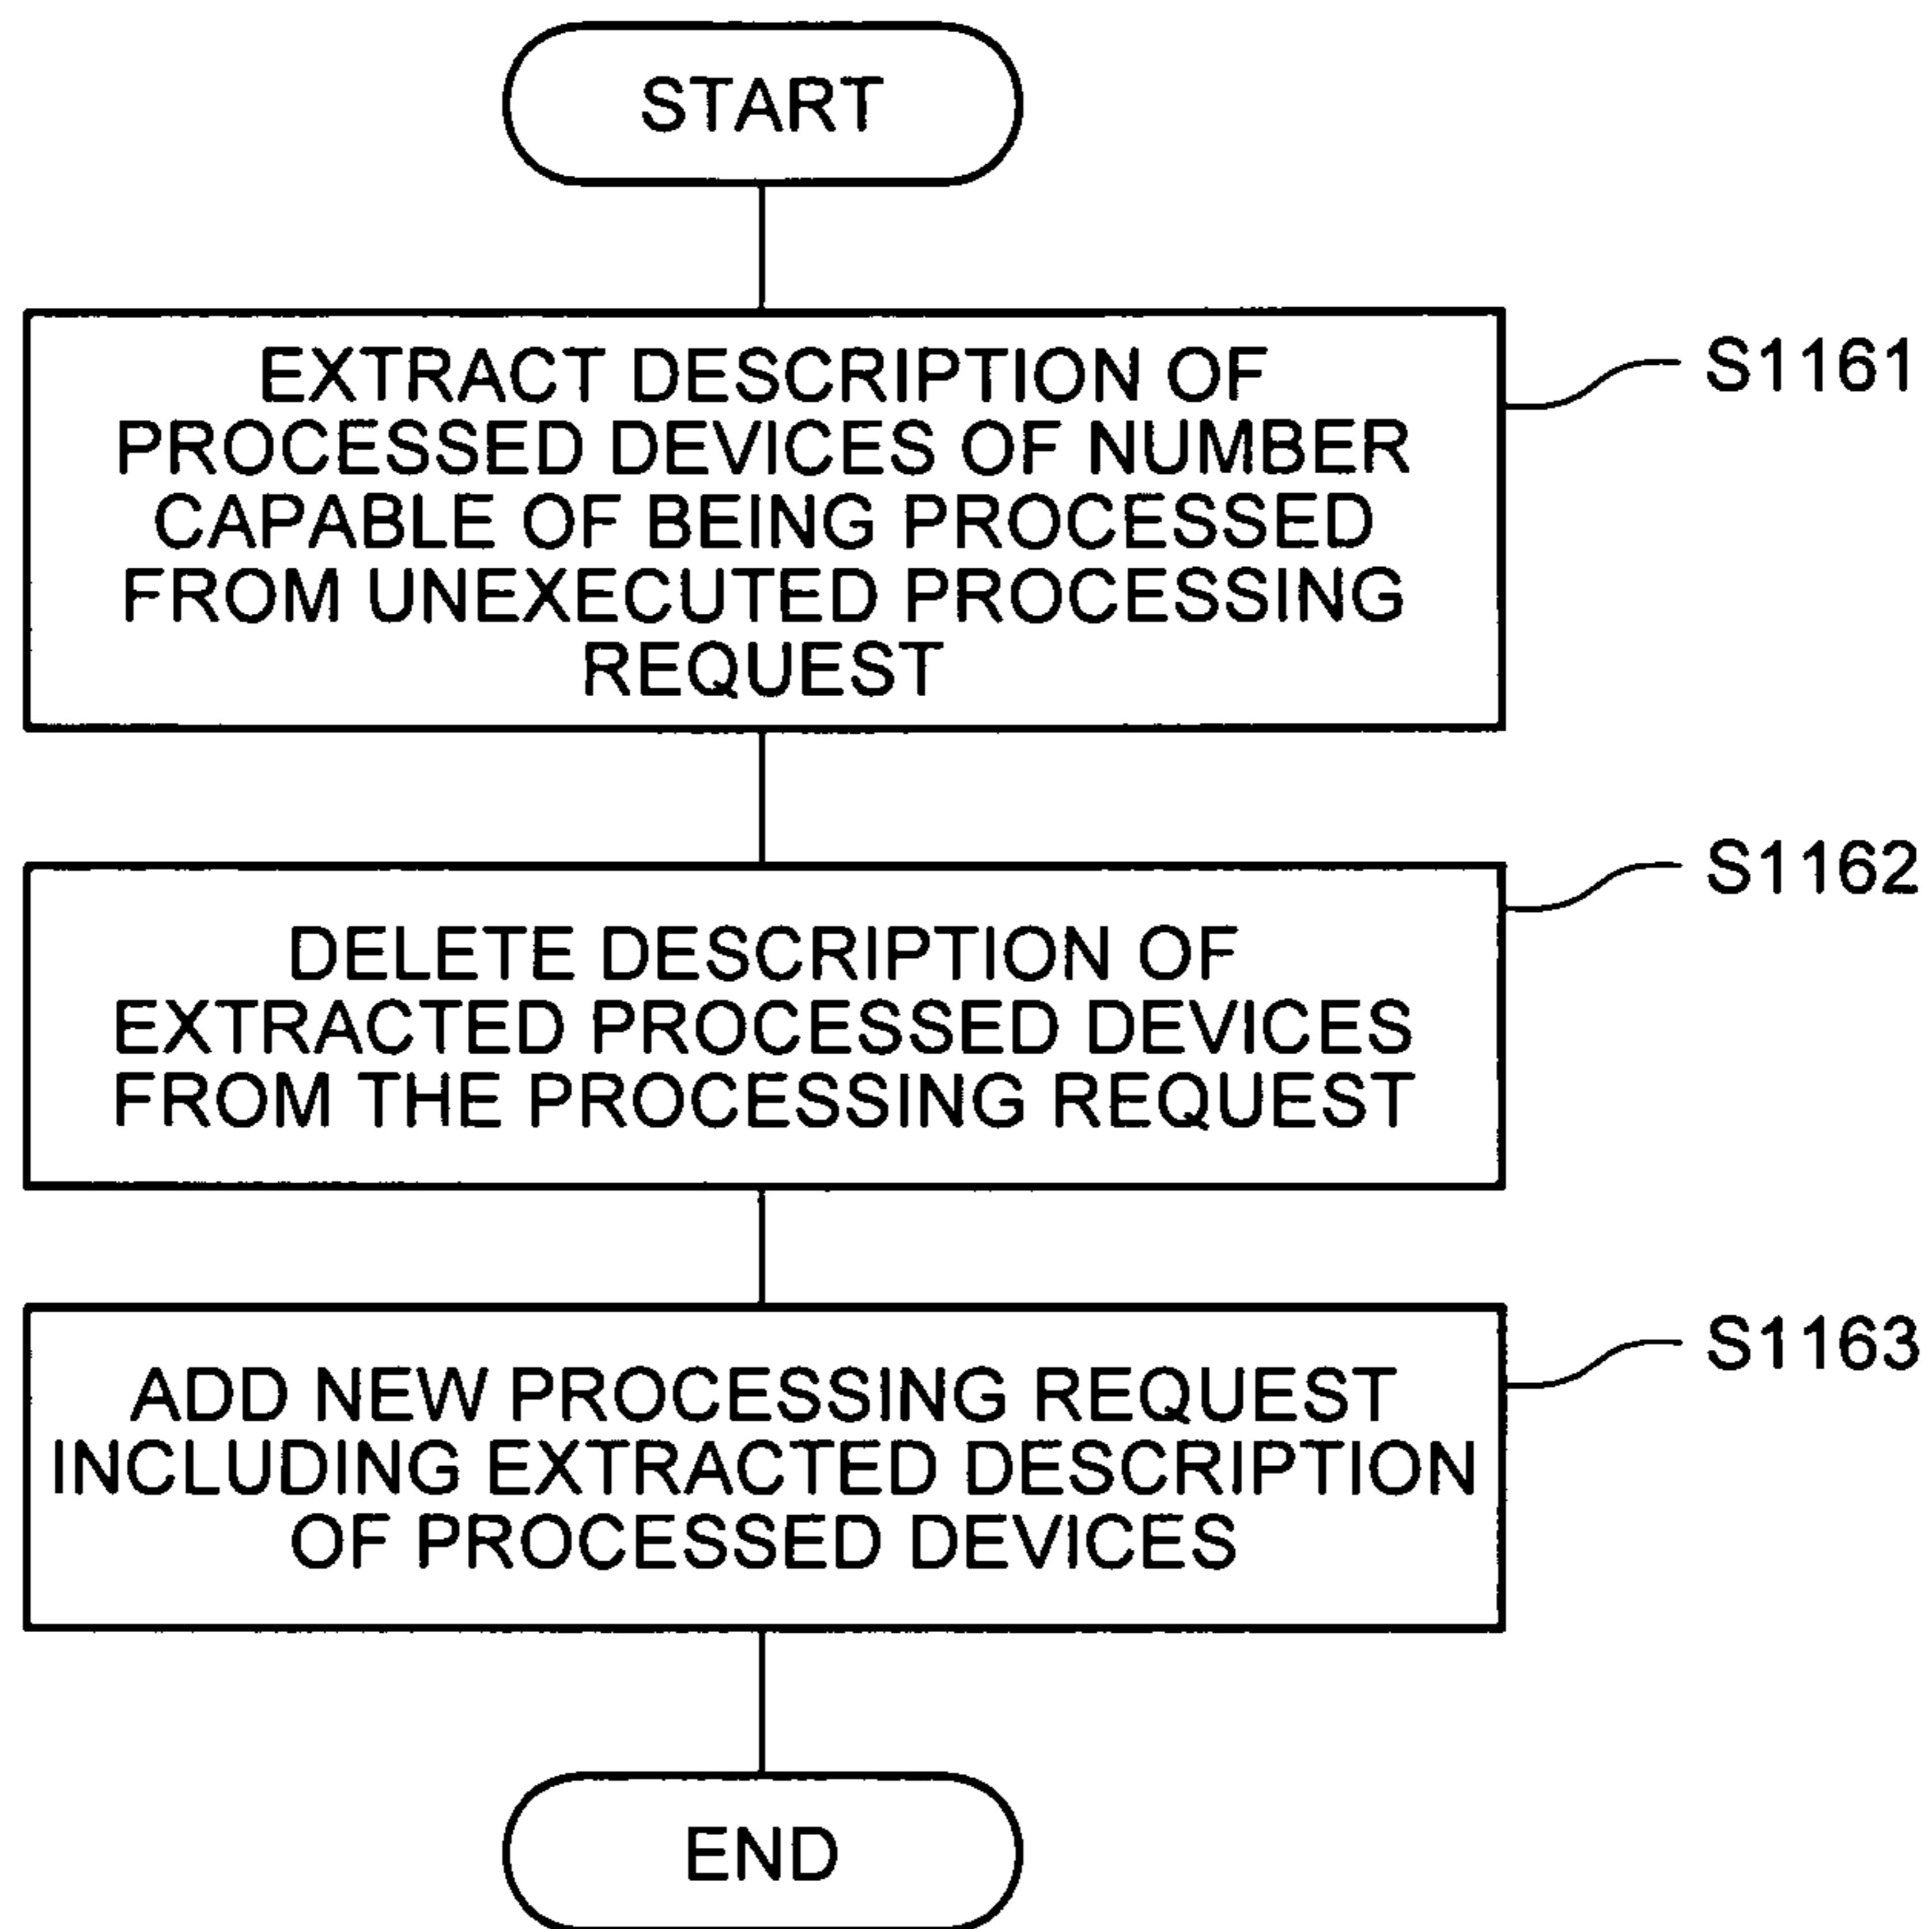 START
EXTRACT DESCRIPTION OF
PROCESSED DEVICES OF NUMBER
CAPABLE OF BEING PROCESSED
FROM UNEXECUTED PROCESSING
REQUEST
S1161
DELETE DESCRIPTION OF
EXTRACTED PROCESSED DEVICES
FROM THE PROCESSING REQUEST
S1162
ADD NEW PROCESSING REQUEST
INCLUDING EXTRACTED DESCRIPTION
OF PROCESSED DEVICES
S1163
END